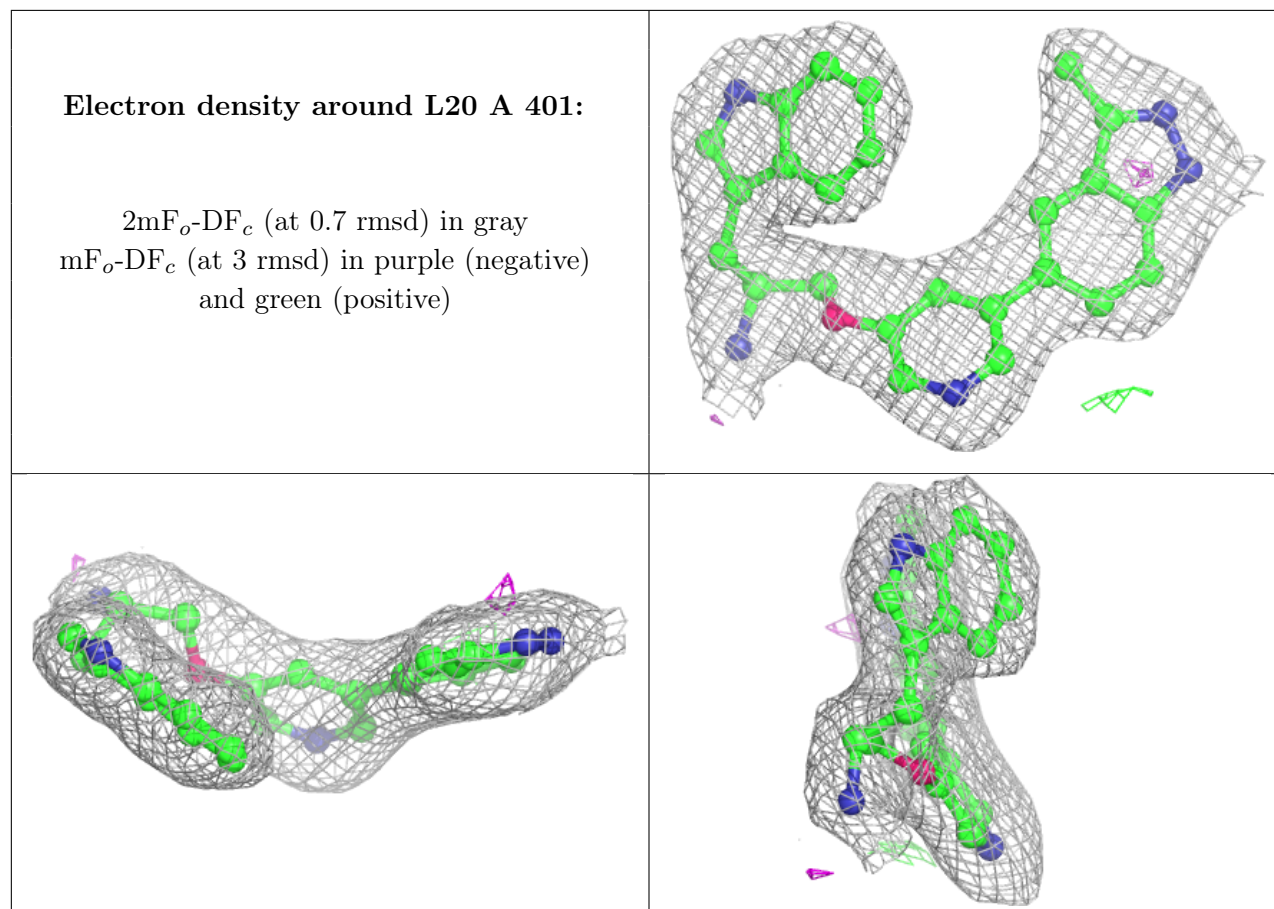 Electron density around L20 A 401:
2mFo-DFc (at 0.7 rmsd) in gray
mFo-DFc (at 3 rmsd) in purple (negative)
and green (positive)